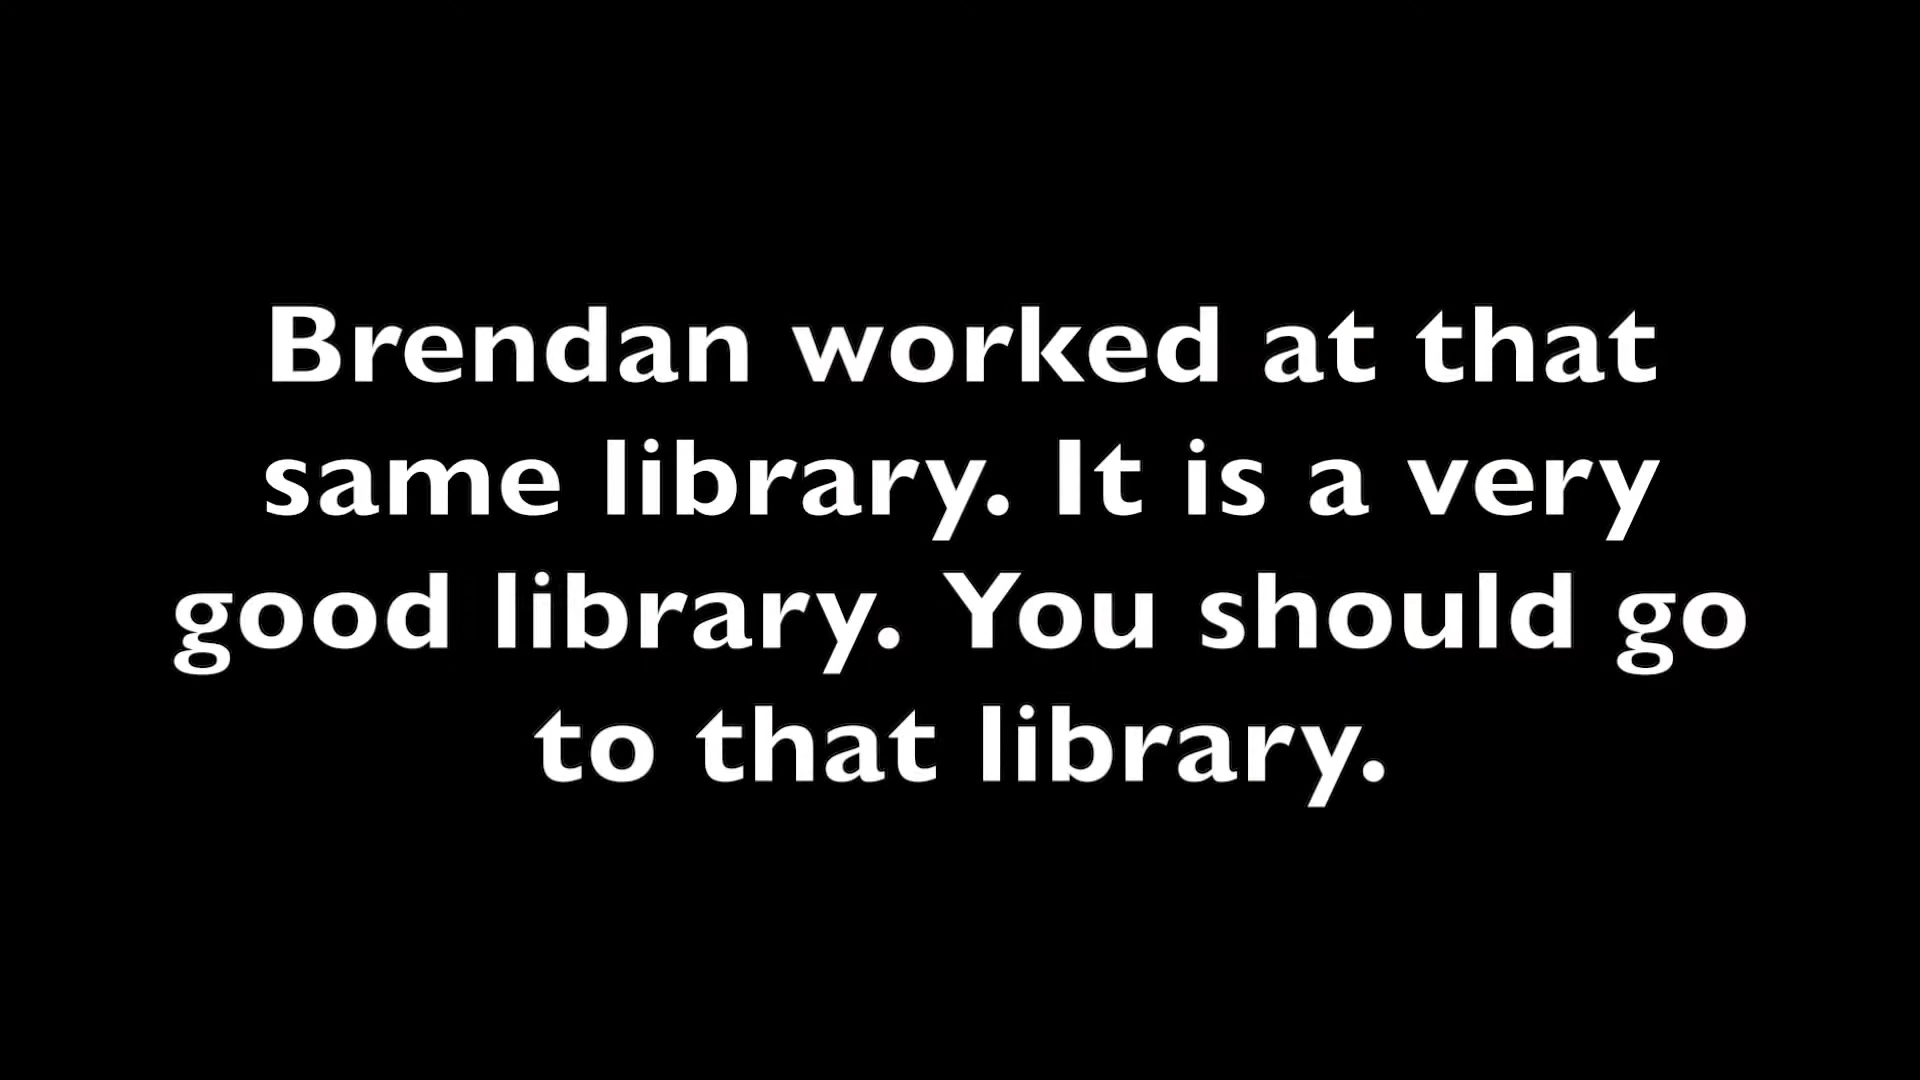 Brendan worked at that
same library. It is a very
good library. You should go
to that library.